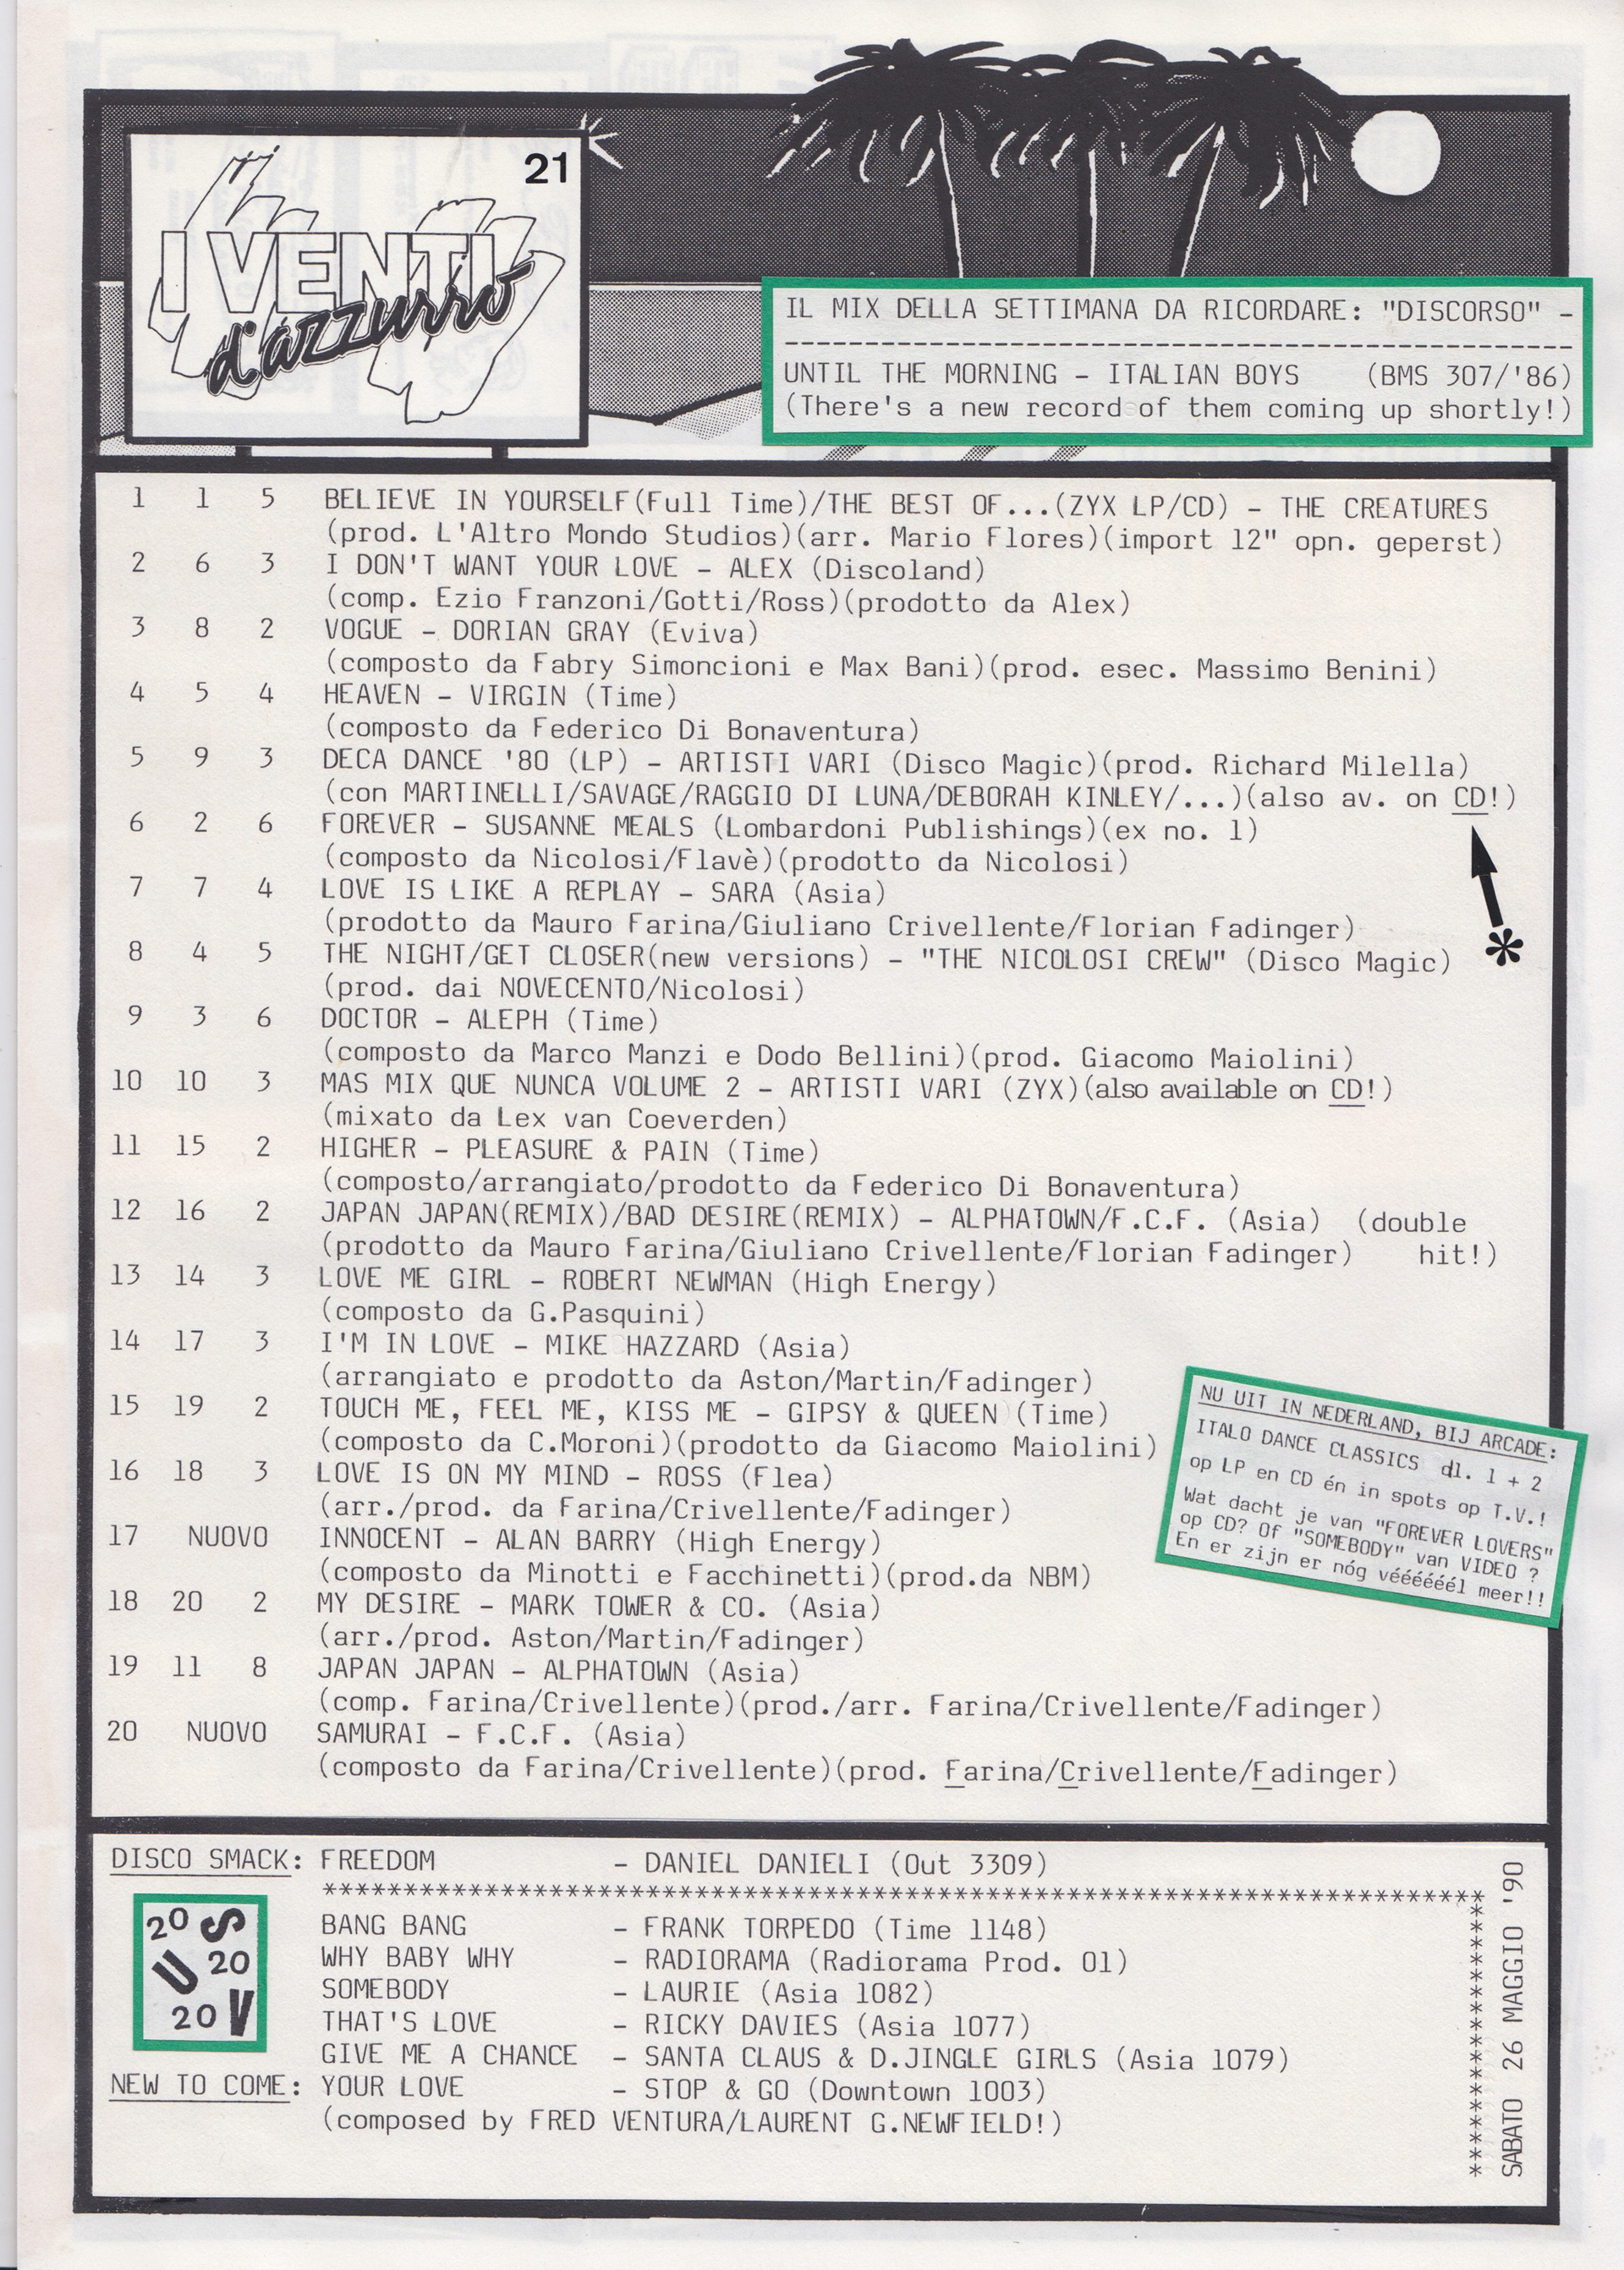 21
I VENTI
d'azzurro
IL MIX DELLA SETTIMANA DA RICORDARE: "DISCORSO" -
-------------------------------------------------
UNTIL THE MORNING - ITALIAN BOYS (BMS 307/'86)
(There's a new record of them coming up shortly!)
1 1 5 BELIEVE IN YOURSELF(Full Time)/THE BEST OF...(ZYX LP/CD) - THE CREATURES
(prod. L'Altro Mondo Studios)(arr. Mario Flores)(import 12" opn. geperst)
2 6 3 I DON'T WANT YOUR LOVE - ALEX (Discoland)
(comp. Ezio Franzoni/Gotti/Ross)(prodotto da Alex)
3 8 2 VOGUE - DORIAN GRAY (Eviva)
(composto da Fabry Simoncioni e Max Bani)(prod. esec. Massimo Benini)
4 5 4 HEAVEN - VIRGIN (Time)
(composto da Federico Di Bonaventura)
5 9 3 DECA DANCE '80 (LP) - ARTISTI VARI (Disco Magic)(prod. Richard Milella)
(con MARTINELLI/SAVAGE/RAGGIO DI LUNA/DEBORAH KINLEY/...)(also av. on CD!)
6 2 6 FOREVER - SUSANNE MEALS (Lombardoni Publishings)(ex no. 1)
(composto da Nicolosi/Flavè)(prodotto da Nicolosi)
7 7 4 LOVE IS LIKE A REPLAY - SARA (Asia)
(prodotto da Mauro Farina/Giuliano Crivellente/Florian Fadinger)
8 4 5 THE NIGHT/GET CLOSER(new versions) - "THE NICOLOSI CREW" (Disco Magic) *
(prod. dai NOVECENTO/Nicolosi)
9 3 6 DOCTOR - ALEPH (Time)
(composto da Marco Manzi e Dodo Bellini)(prod. Giacomo Maiolini)
10 10 3 MAS MIX QUE NUNCA VOLUME 2 - ARTISTI VARI (ZYX)(also available on CD!)
(mixato da Lex van Coeverden)
11 15 2 HIGHER - PLEASURE & PAIN (Time)
(composto/arrangiato/prodotto da Federico Di Bonaventura)
12 16 2 JAPAN JAPAN(REMIX)/BAD DESIRE(REMIX) - ALPHATOWN/F.C.F. (Asia) (double
(prodotto da Mauro Farina/Giuliano Crivellente/Florian Fadinger) hit!)
13 14 3 LOVE ME GIRL - ROBERT NEWMAN (High Energy)
(composto da G.Pasquini)
14 17 3 I'M IN LOVE - MIKE HAZZARD (Asia)
(arrangiato e prodotto da Aston/Martin/Fadinger)
15 19 2 TOUCH ME, FEEL ME, KISS ME - GIPSY & QUEEN (Time)
(composto da C.Moroni)(prodotto da Giacomo Maiolini)
16 18 3 LOVE IS ON MY MIND - ROSS (Flea)
(arr./prod. da Farina/Crivellente/Fadinger)
17 NUOVO INNOCENT - ALAN BARRY (High Energy)
(composto da Minotti e Facchinetti)(prod.da NBM)
18 20 2 MY DESIRE - MARK TOWER & CO. (Asia)
(arr./prod. Aston/Martin/Fadinger)
19 11 8 JAPAN JAPAN - ALPHATOWN (Asia)
(comp. Farina/Crivellente)(prod./arr. Farina/Crivellente/Fadinger)
20 NUOVO SAMURAI - F.C.F. (Asia)
(composto da Farina/Crivellente)(prod. Farina/Crivellente/Fadinger)
NU UIT IN NEDERLAND, BIJ ARCADE:
ITALO DANCE CLASSICS dl. 1 + 2
op LP en CD én in spots op T.V.!
Wat dacht je van "FOREVER LOVERS"
op CD? Of "SOMEBODY" van VIDEO ?
En er zijn er nóg véééééél meer!!
DISCO SMACK: FREEDOM - DANIEL DANIELI (Out 3309)
************************************************************************
BANG BANG - FRANK TORPEDO (Time 1148)
WHY BABY WHY - RADIORAMA (Radiorama Prod. 01)
SOMEBODY - LAURIE (Asia 1082)
THAT'S LOVE - RICKY DAVIES (Asia 1077)
GIVE ME A CHANCE - SANTA CLAUS & D.JINGLE GIRLS (Asia 1079)
NEW TO COME: YOUR LOVE - STOP & GO (Downtown 1003)
(composed by FRED VENTURA/LAURENT G.NEWFIELD!)
20 S
U 20
20 V
*****************
SABATO 26 MAGGIO '90